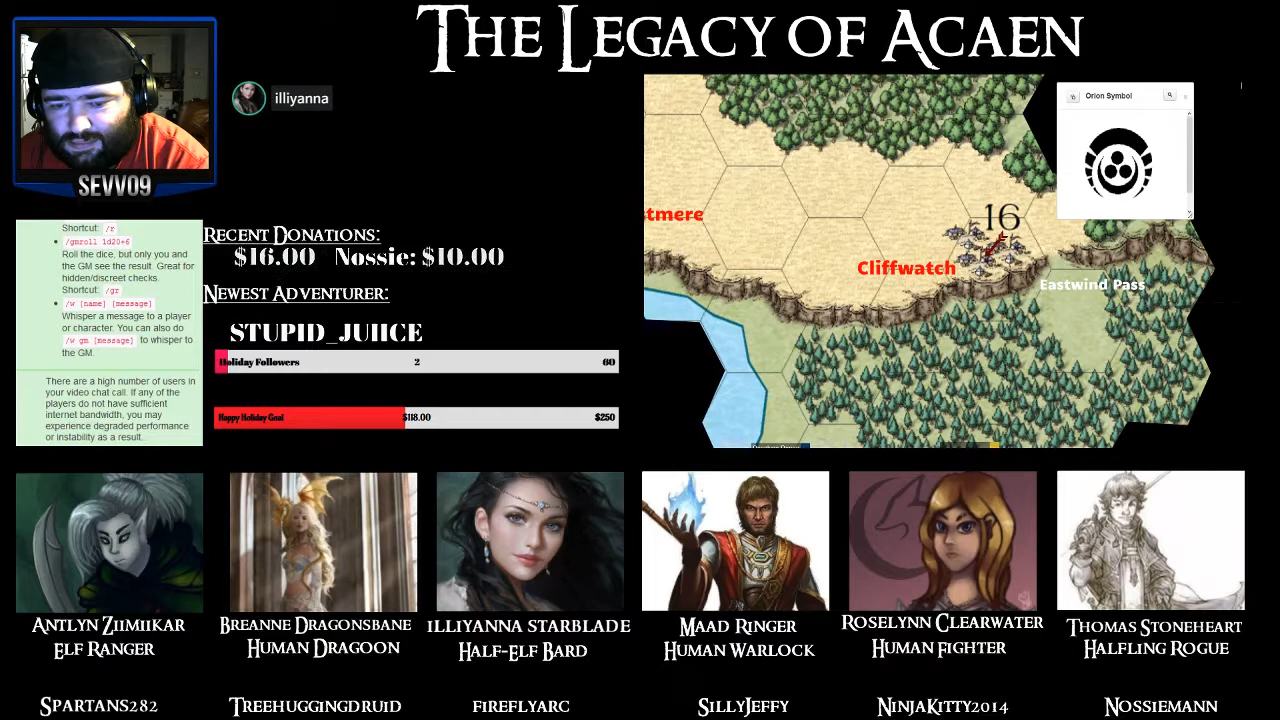 The Legacy of Acaen
illiyanna
SEVV09
Orion Symbol
tmere
16
Cliffwatch
Eastwind Pass
Shortcut: /r
/gmroll 1d20+6
Roll the dice, but only you and
the GM see the result. Great for
hidden/discreet checks.
Shortcut: /gr
/w [name] [message]
Whisper a message to a player
or character. You can also do
/w gm [message] to whisper to
the GM.
There are a high number of users in
your video chat call. If any of the
players do not have sufficient
internet bandwidth, you may
experience degraded performance
or instability as a result.
Recent Donations:
$16.00 Nossie: $10.00
Newest Adventurer:
STUPID_JUIICE
Holiday Followers 2 60
Happy Holiday Goal $118.00 $250
Antlyn Ziimiikar
Elf Ranger
Spartans282
Breanne Dragonsbane
Human Dragoon
Treehuggingdruid
illiyanna Starblade
Half-Elf Bard
fireflyarc
Maad Ringer
Human Warlock
SillyJeffy
Roselynn Clearwater
Human Fighter
NinjaKitty2014
Thomas Stoneheart
Halfling Rogue
Nossiemann